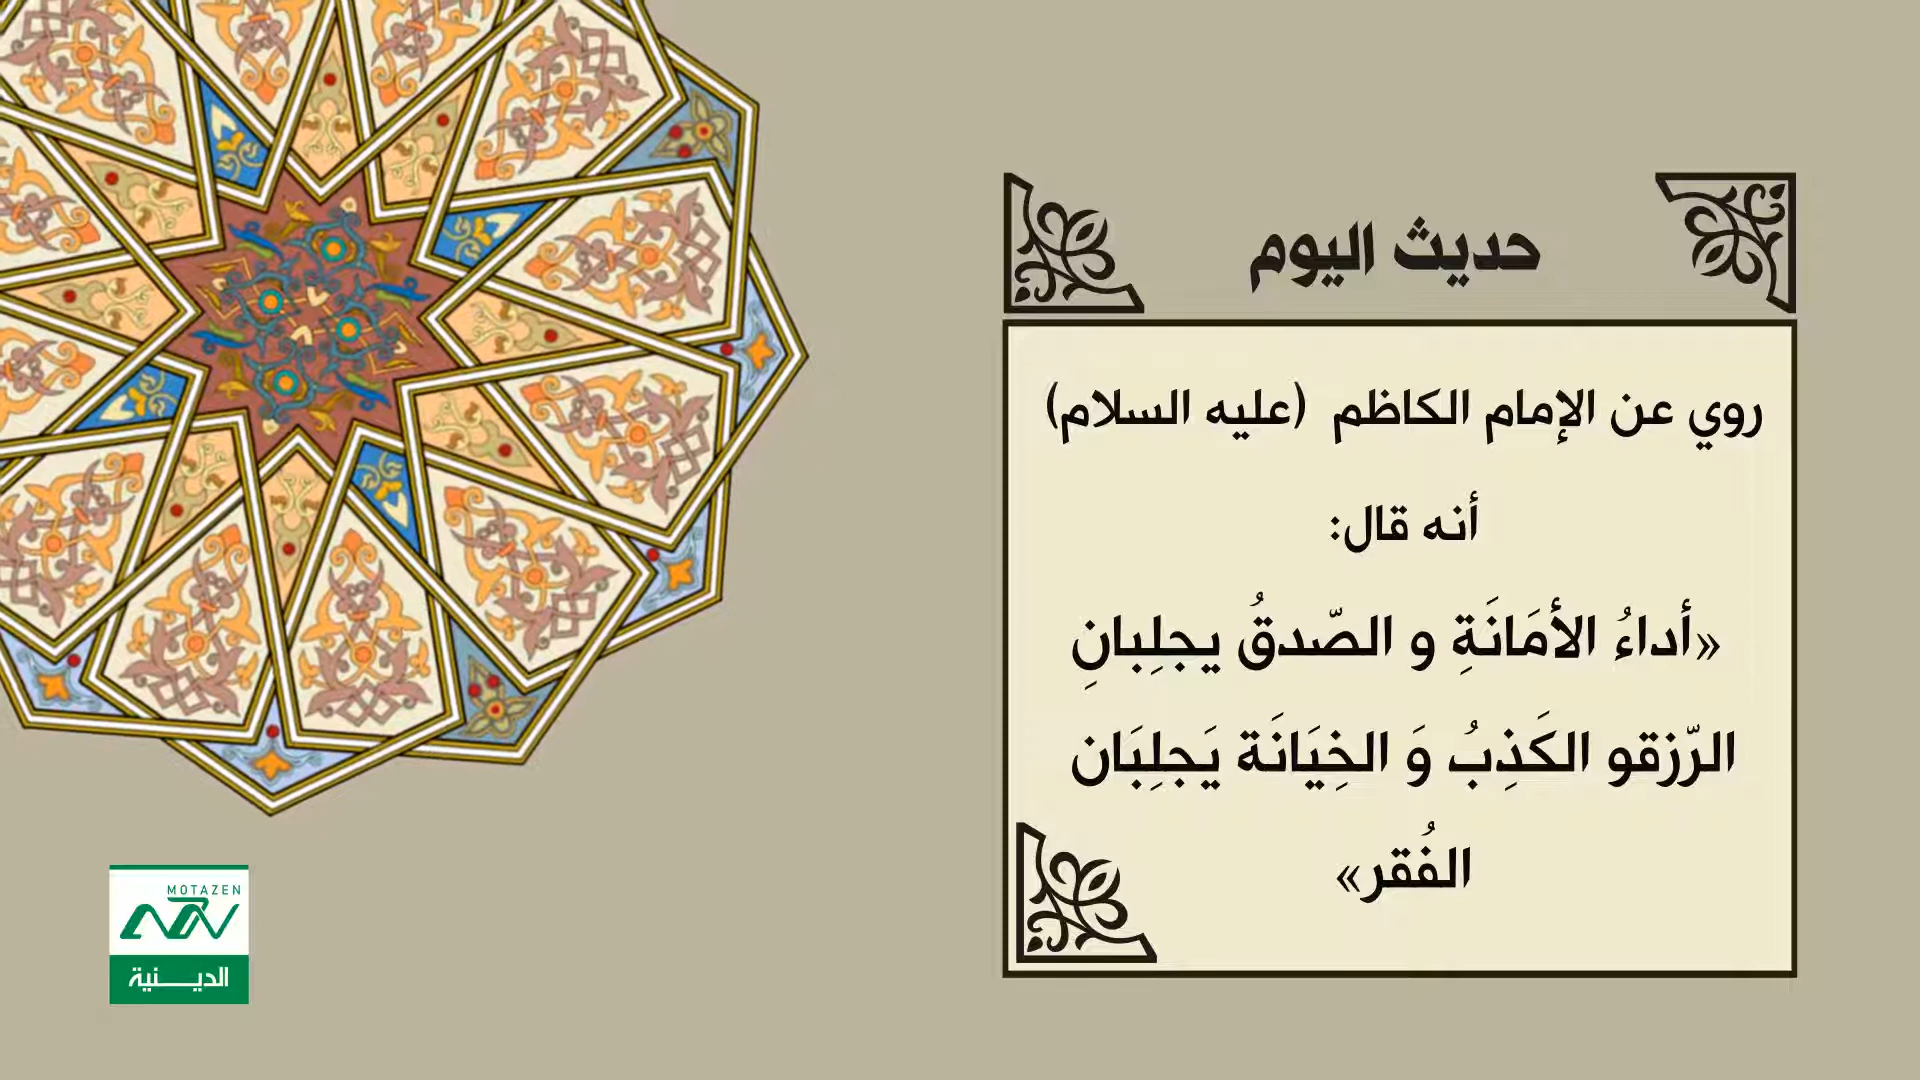 حديث اليوم
روي عن الإمام الكاظم (عليه السلام)
أنه قال:
«أداءُ الأمَانَةِ و الصّدقُ يجلِبانِ
الرّزقو الكَذِبُ وَ الخِيَانَة يَجلِبَان
الفُقر»
MOTAZEN
الديـنية